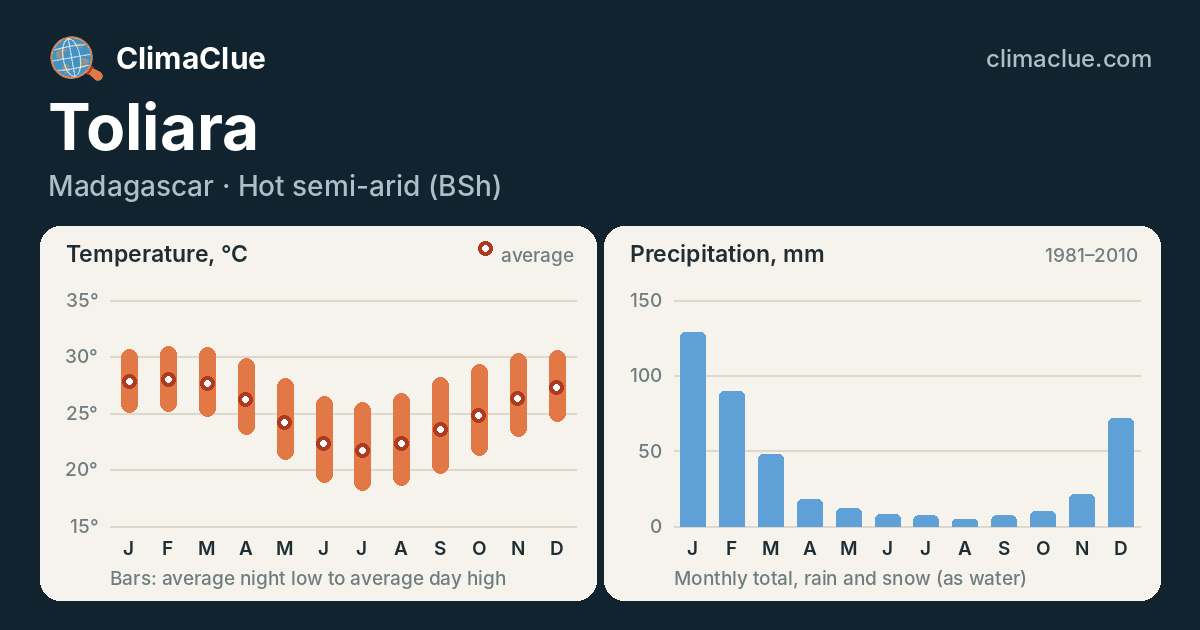 ClimaClue
climaclue.com
Toliara
Madagascar · Hot semi-arid (BSh)
Temperature, °C
average
35°
30°
25°
20°
15°
J F M A M J J A S O N D
Bars: average night low to average day high
Precipitation, mm
1981–2010
150
100
50
0
J F M A M J J A S O N D
Monthly total, rain and snow (as water)